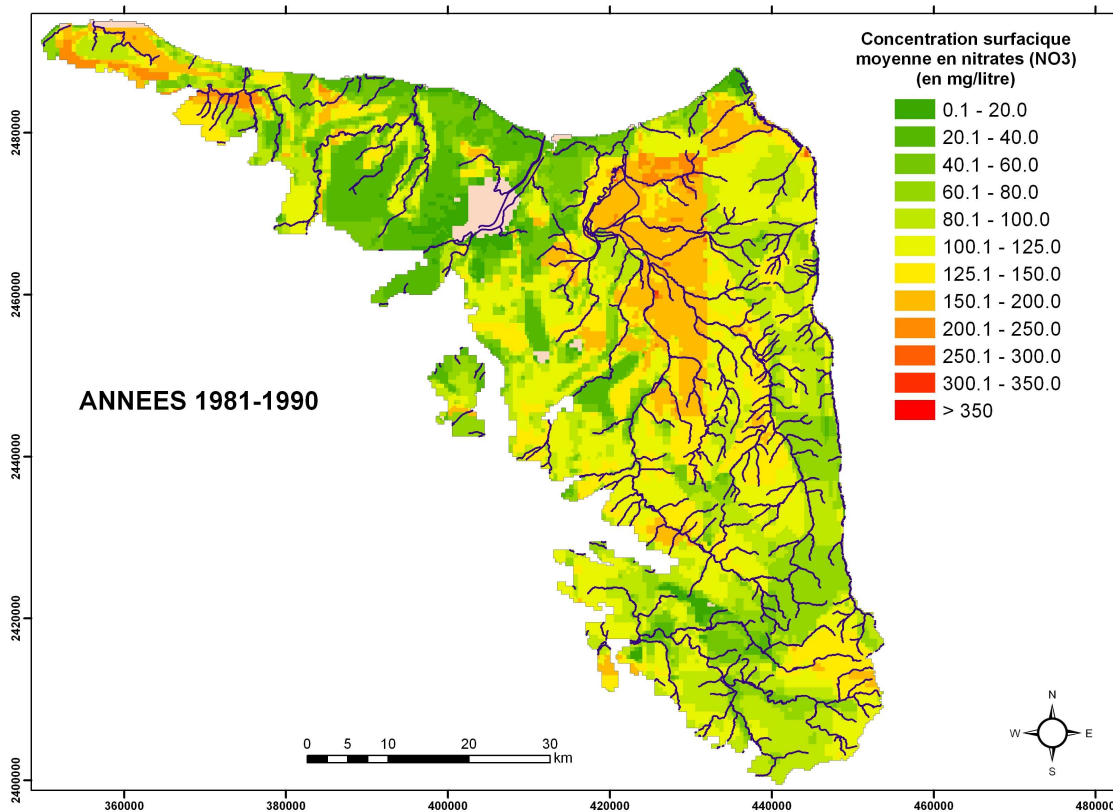 Concentration surfacique
moyenne en nitrates (NO3)
(en mg/litre)
0.1 - 20.0
20.1 - 40.0
40.1 - 60.0
60.1 - 80.0
80.1 - 100.0
100.1 - 125.0
125.1 - 150.0
150.1 - 200.0
200.1 - 250.0
250.1 - 300.0
300.1 - 350.0
> 350
ANNEES 1981-1990
2480000
2460000
2440000
2420000
2400000
0 5 10 20 30
km
N
W E
S
360000 380000 400000 420000 440000 460000 480000